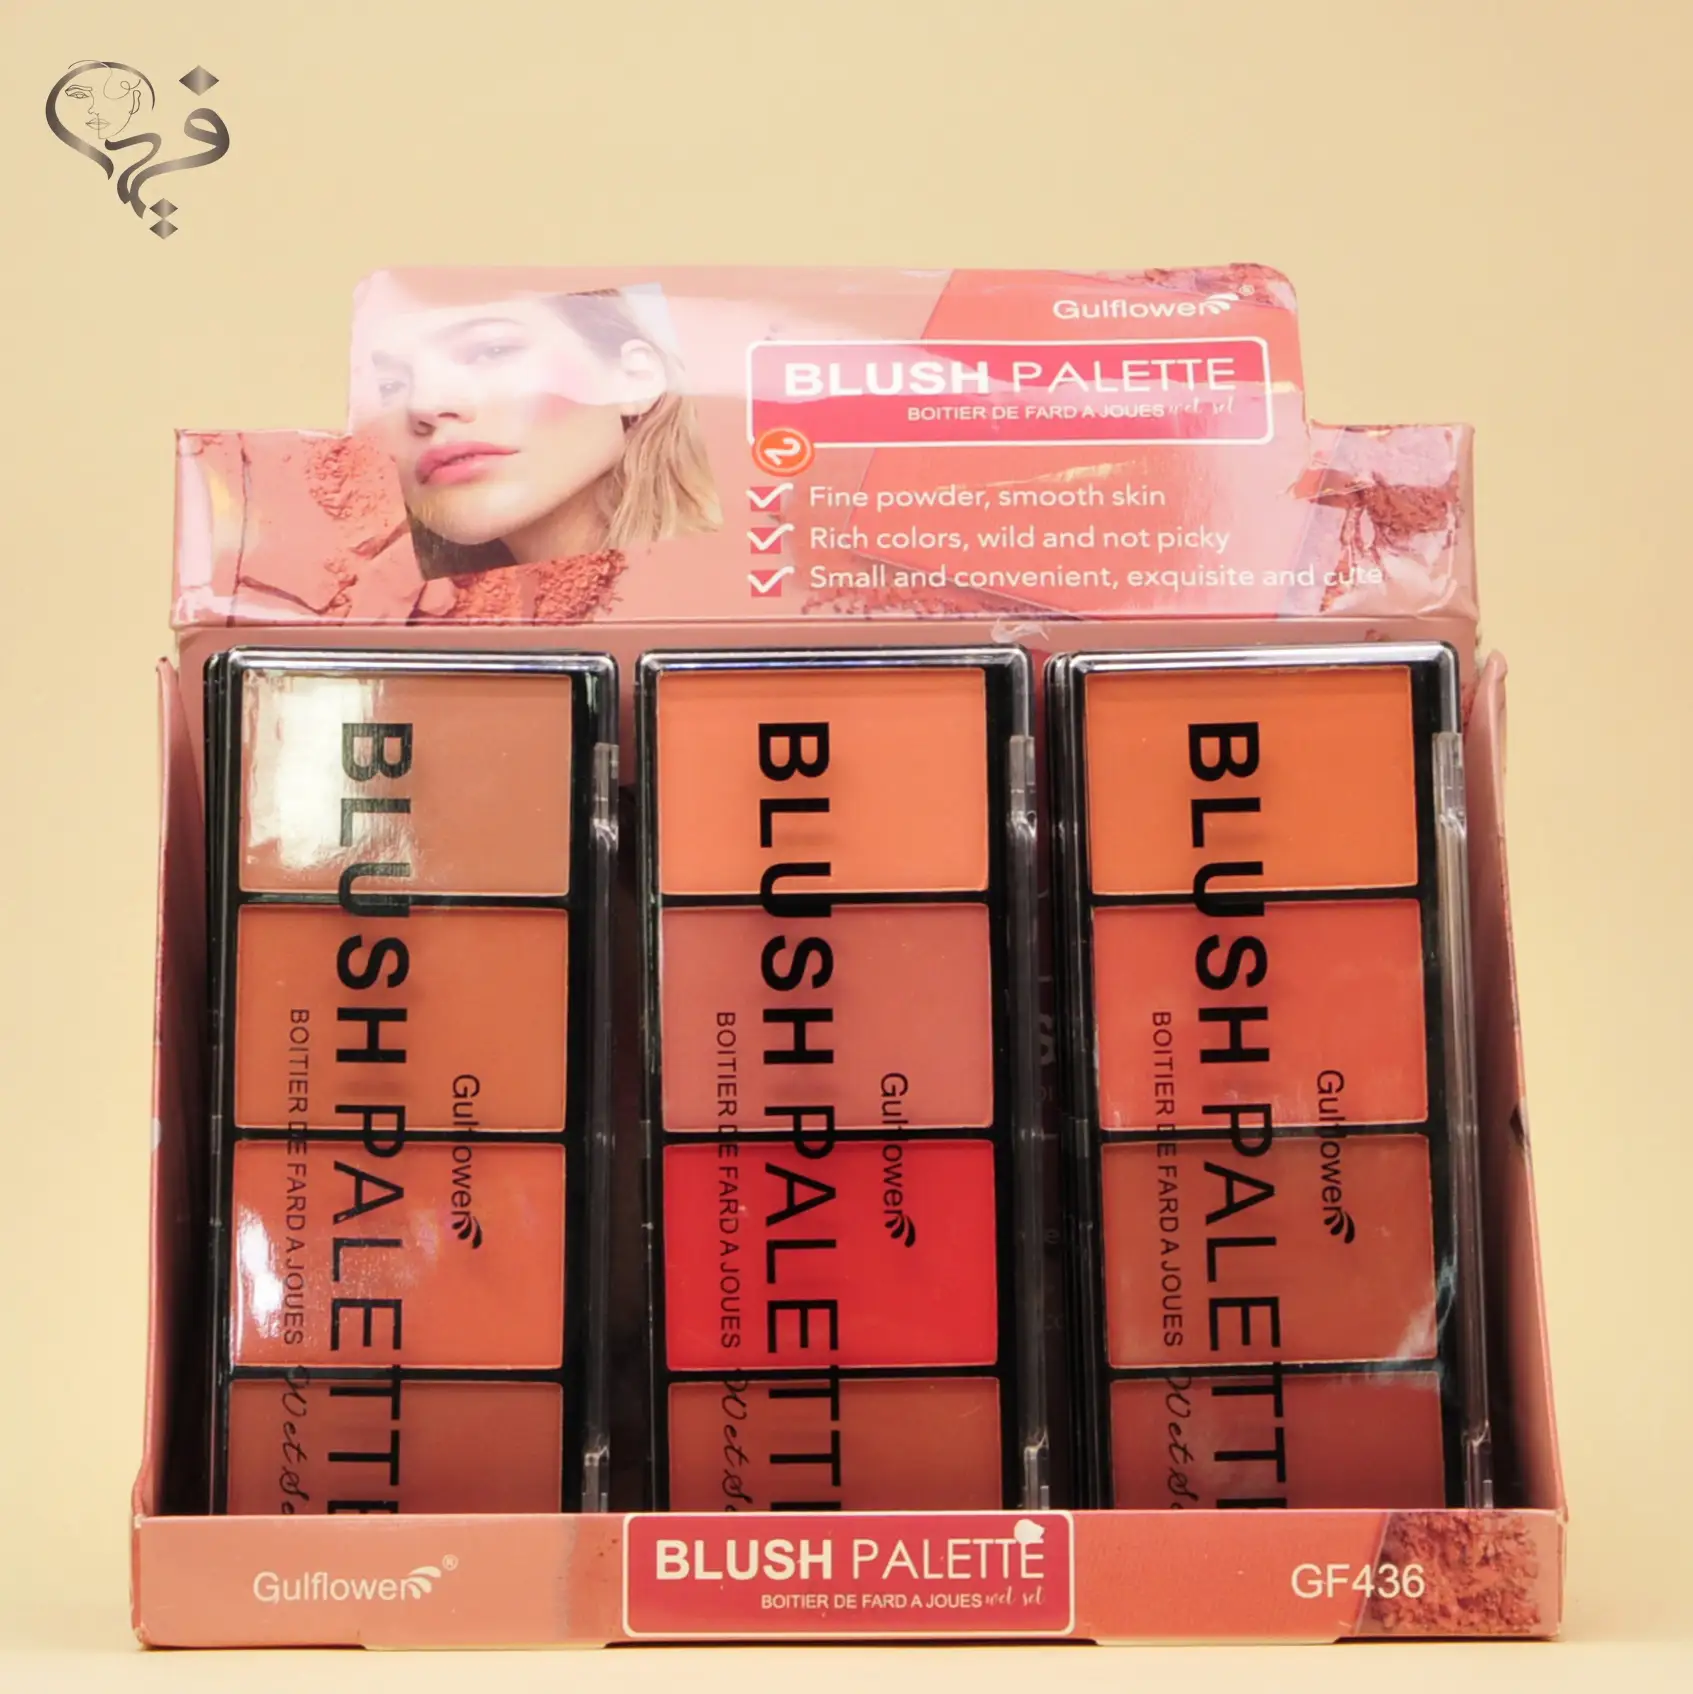 Gulflower®
BLUSH PALETTE
BOITIER DE FARD A JOUES wet set
Fine powder, smooth skin
Rich colors, wild and not picky
Small and convenient, exquisite and cute
BLUSH PALETTE
Gulflower
BOITIER DE FARD A JOUES
BLUSH PALETTE
Gulflower
BOITIER DE FARD A JOUES
BLUSH PALETTE
Gulflower
BOITIER DE FARD A JOUES
Gulflower®
BLUSH PALETTE
BOITIER DE FARD A JOUES wet set
GF436